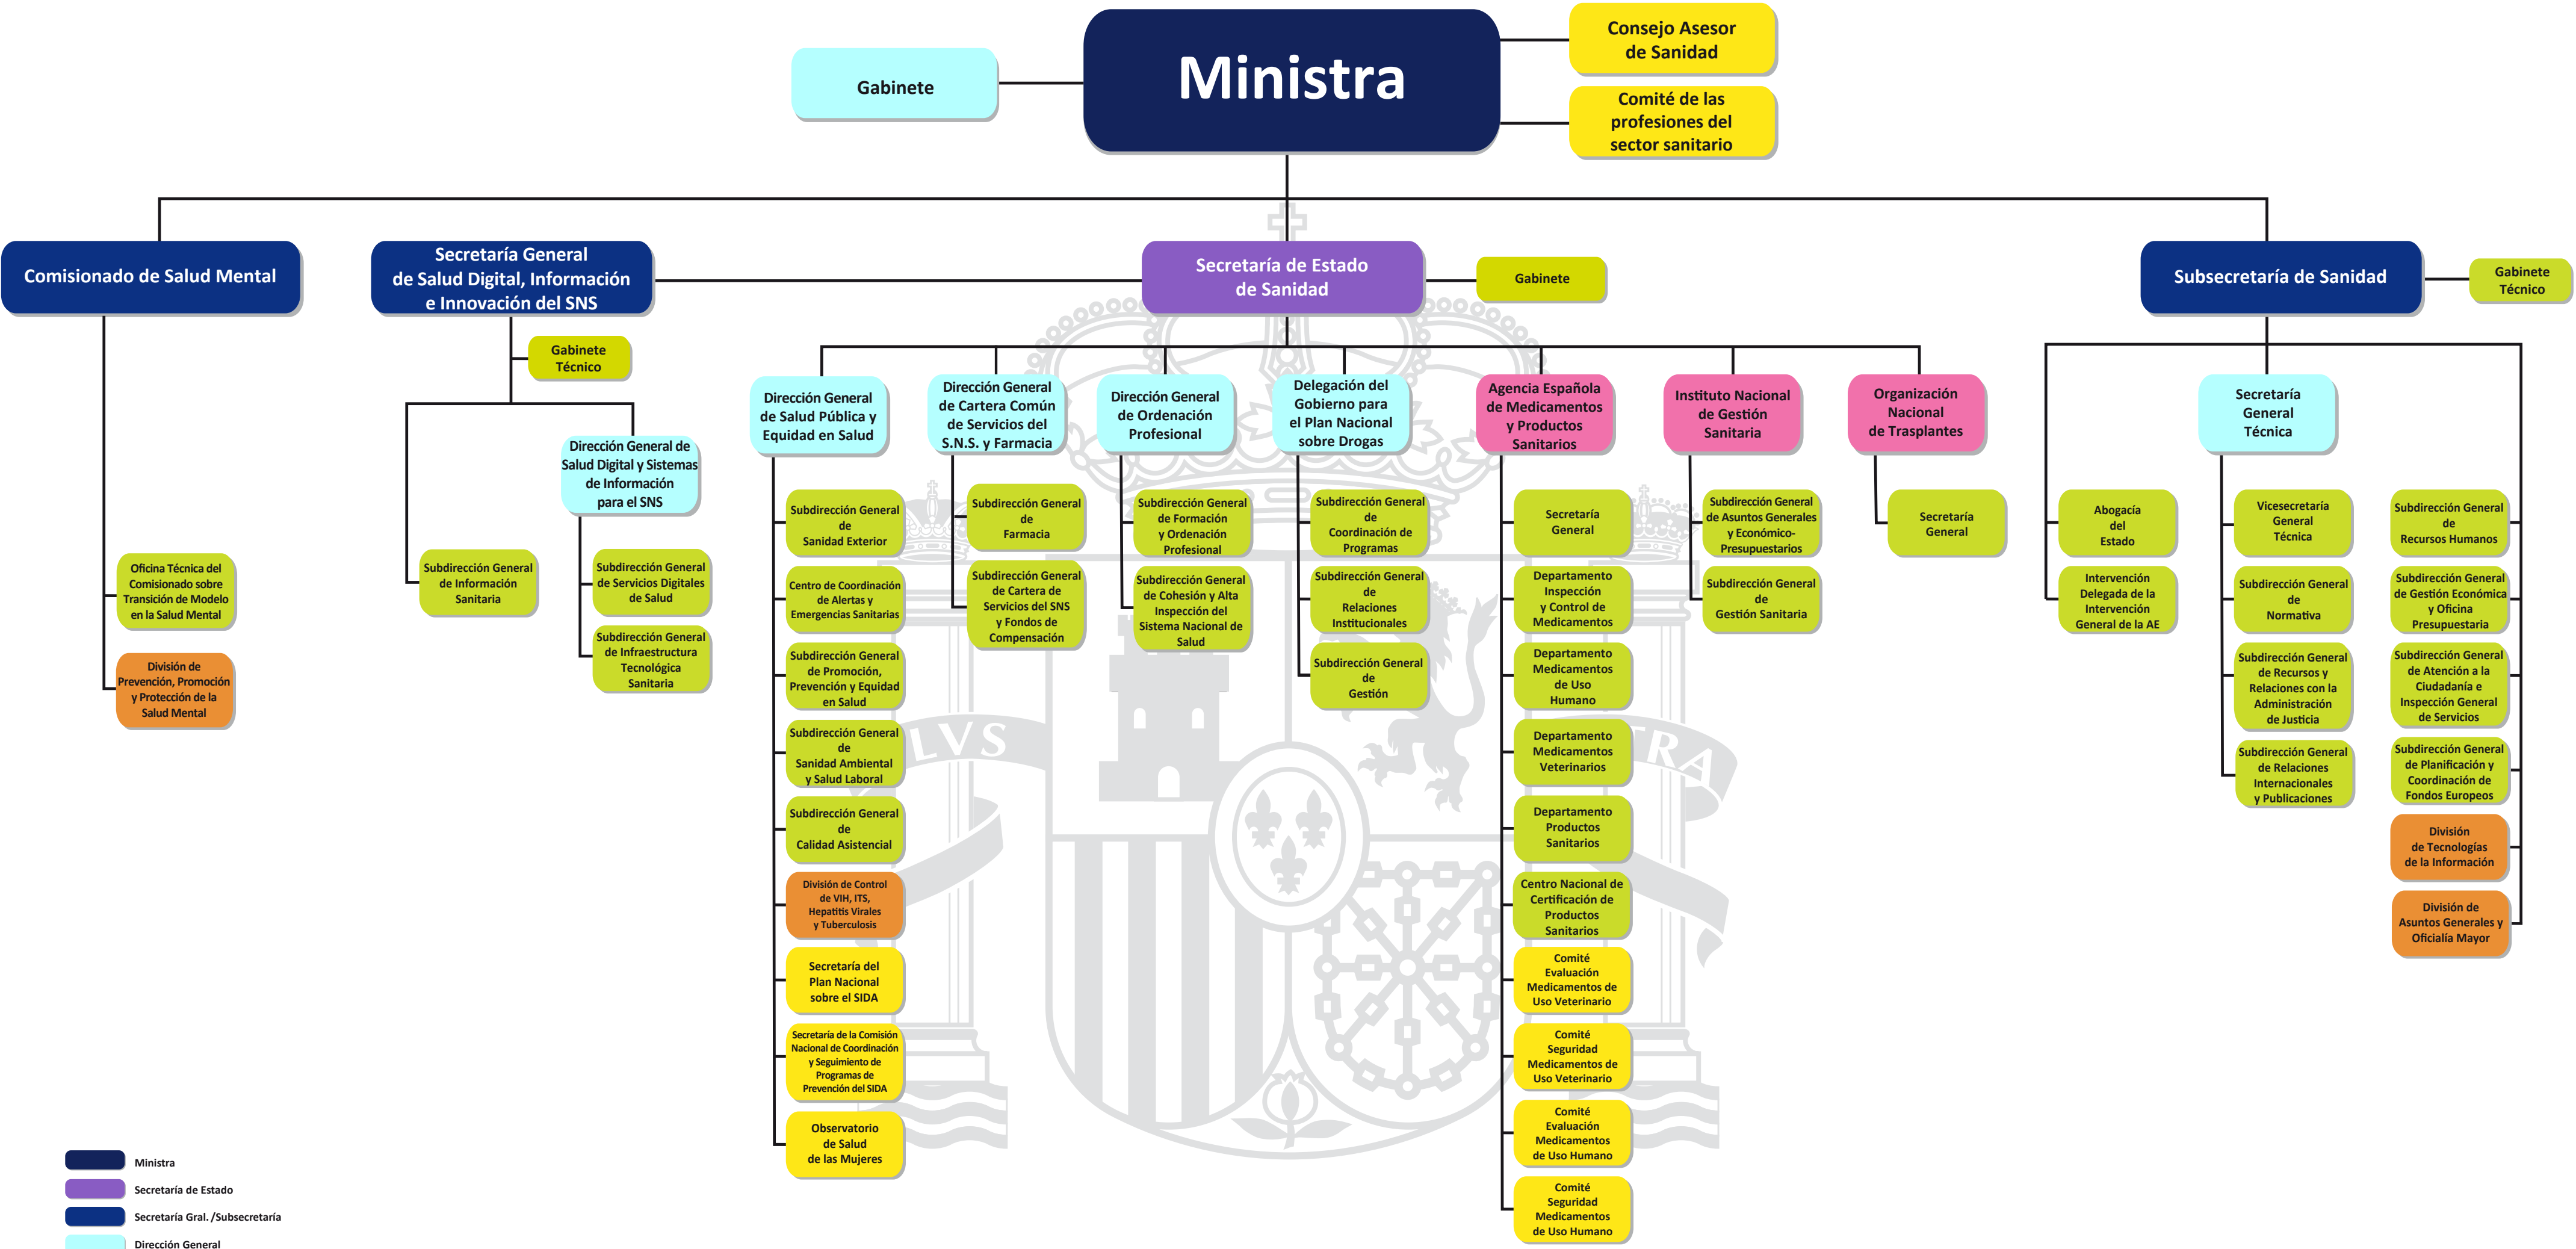 Ministra
Gabinete
Consejo Asesor
de Sanidad
Comité de las
profesiones del
sector sanitario
Comisionado de Salud Mental
Secretaría General
de Salud Digital, Información
e Innovación del SNS
Secretaría de Estado
de Sanidad
Gabinete
Subsecretaría de Sanidad
Gabinete
Técnico
Gabinete
Técnico
Oficina Técnica del
Comisionado sobre
Transición de Modelo
en la Salud Mental
División de
Prevención, Promoción
y Protección de la
Salud Mental
Subdirección General
de Información
Sanitaria
Dirección General de
Salud Digital y Sistemas
de Información
para el SNS
Subdirección General
de Servicios Digitales
de Salud
Subdirección General
de Infraestructura
Tecnológica
Sanitaria
Dirección General
de Salud Pública y
Equidad en Salud
Subdirección General
de
Sanidad Exterior
Centro de Coordinación
de Alertas y
Emergencias Sanitarias
Subdirección General
de Promoción,
Prevención y Equidad
en Salud
Subdirección General
de
Sanidad Ambiental
y Salud Laboral
Subdirección General
de
Calidad Asistencial
División de Control
de VIH, ITS,
Hepatitis Virales
y Tuberculosis
Secretaría del
Plan Nacional
sobre el SIDA
Secretaría de la Comisión
Nacional de Coordinación
y Seguimiento de
Programas de
Prevención del SIDA
Observatorio
de Salud
de las Mujeres
Dirección General
de Cartera Común
de Servicios del
S.N.S. y Farmacia
Subdirección General
de
Farmacia
Subdirección General
de Cartera de
Servicios del SNS
y Fondos de
Compensación
Dirección General
de Ordenación
Profesional
Subdirección General
de Formación
y Ordenación
Profesional
Subdirección General
de Cohesión y Alta
Inspección del
Sistema Nacional de
Salud
Delegación del
Gobierno para
el Plan Nacional
sobre Drogas
Subdirección General
de
Coordinación de
Programas
Subdirección General
de
Relaciones
Institucionales
Subdirección General
de
Gestión
Agencia Española
de Medicamentos
y Productos
Sanitarios
Secretaría
General
Departamento
Inspección
y Control de
Medicamentos
Departamento
Medicamentos
de Uso
Humano
Departamento
Medicamentos
Veterinarios
Departamento
Productos
Sanitarios
Centro Nacional de
Certificación de
Productos
Sanitarios
Comité
Evaluación
Medicamentos de
Uso Veterinario
Comité
Seguridad
Medicamentos de
Uso Veterinario
Comité
Evaluación
Medicamentos
de Uso Humano
Comité
Seguridad
Medicamentos
de Uso Humano
Instituto Nacional
de Gestión
Sanitaria
Subdirección General
de Asuntos Generales
y Económico-
Presupuestarios
Subdirección General
de
Gestión Sanitaria
Organización
Nacional
de Trasplantes
Secretaría
General
Abogacía
del
Estado
Intervención
Delegada de la
Intervención
General de la AE
Secretaría
General
Técnica
Vicesecretaría
General
Técnica
Subdirección General
de
Normativa
Subdirección General
de Recursos y
Relaciones con la
Administración
de Justicia
Subdirección General
de Relaciones
Internacionales
y Publicaciones
Subdirección General
de
Recursos Humanos
Subdirección General
de Gestión Económica
y Oficina
Presupuestaria
Subdirección General
de Atención a la
Ciudadanía e
Inspección General
de Servicios
Subdirección General
de Planificación y
Coordinación de
Fondos Europeos
División
de Tecnologías
de la Información
División de
Asuntos Generales y
Oficialía Mayor
LVS
TRA
Ministra
Secretaría de Estado
Secretaría Gral. /Subsecretaría
Dirección General